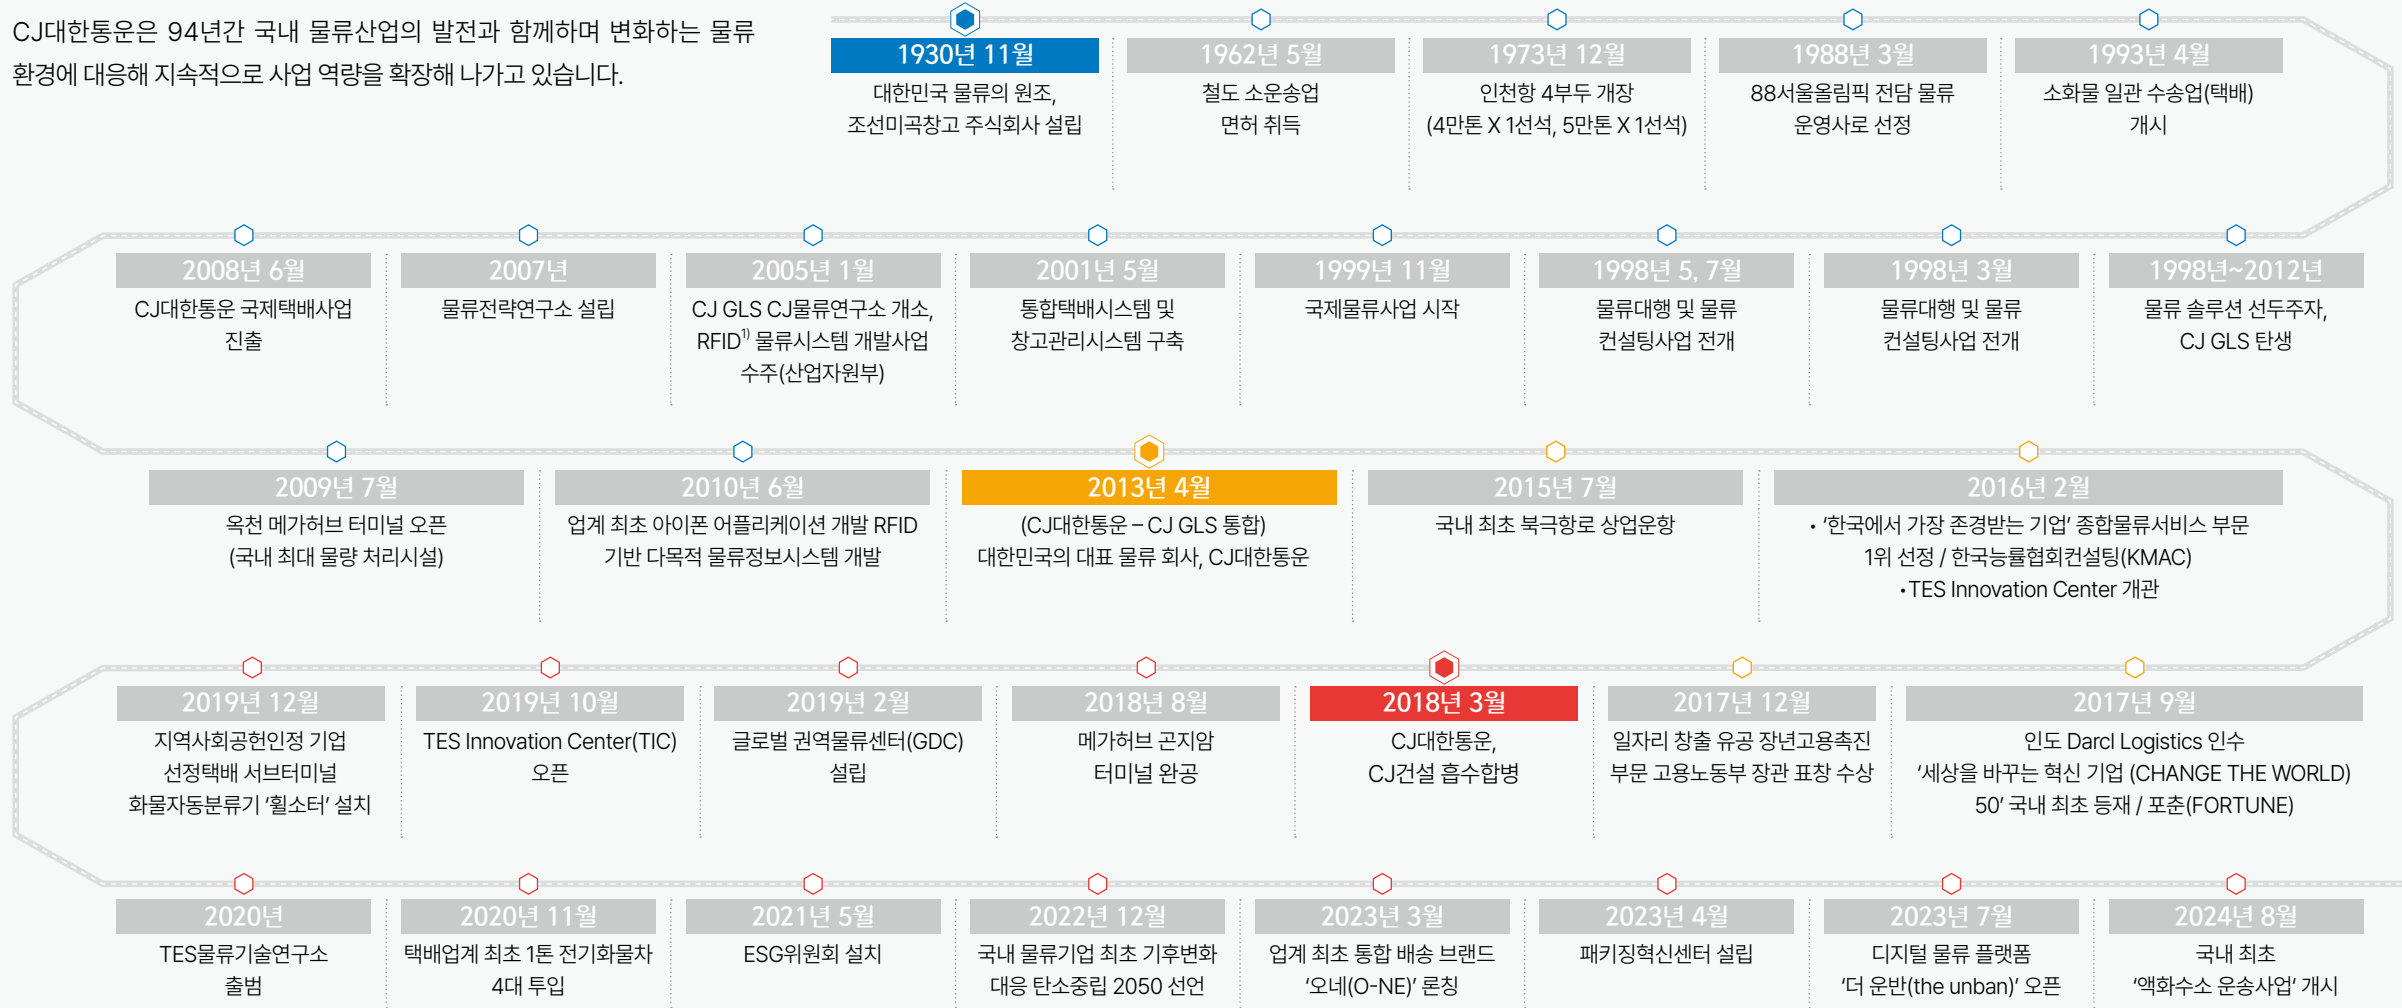 CJ대한통운은 94년간 국내 물류산업의 발전과 함께하며 변화하는 물류
환경에 대응해 지속적으로 사업 역량을 확장해 나가고 있습니다.
1930년 11월
대한민국 물류의 원조,
조선미곡창고 주식회사 설립
1962년 5월
철도 소운송업
면허 취득
1973년 12월
인천항 4부두 개장
(4만톤 X 1선석, 5만톤 X 1선석)
1988년 3월
88서울올림픽 전담 물류
운영사로 선정
1993년 4월
소화물 일관 수송업(택배)
개시
1998년~2012년
물류 솔루션 선두주자,
CJ GLS 탄생
1998년 3월
물류대행 및 물류
컨설팅사업 전개
1998년 5, 7월
물류대행 및 물류
컨설팅사업 전개
1999년 11월
국제물류사업 시작
2001년 5월
통합택배시스템 및
창고관리시스템 구축
2005년 1월
CJ GLS CJ물류연구소 개소,
RFID1) 물류시스템 개발사업
수주(산업자원부)
2007년
물류전략연구소 설립
2008년 6월
CJ대한통운 국제택배사업
진출
2009년 7월
옥천 메가허브 터미널 오픈
(국내 최대 물량 처리시설)
2010년 6월
업계 최초 아이폰 어플리케이션 개발 RFID
기반 다목적 물류정보시스템 개발
2013년 4월
(CJ대한통운 – CJ GLS 통합)
대한민국의 대표 물류 회사, CJ대한통운
2015년 7월
국내 최초 북극항로 상업운항
2016년 2월
• ‘한국에서 가장 존경받는 기업’ 종합물류서비스 부문
1위 선정 / 한국능률협회컨설팅(KMAC)
•TES Innovation Center 개관
2017년 9월
인도 Darcl Logistics 인수
‘세상을 바꾸는 혁신 기업 (CHANGE THE WORLD)
50’ 국내 최초 등재 / 포춘(FORTUNE)
2017년 12월
일자리 창출 유공 장년고용촉진
부문 고용노동부 장관 표창 수상
2018년 3월
CJ대한통운,
CJ건설 흡수합병
2018년 8월
메가허브 곤지암
터미널 완공
2019년 2월
글로벌 권역물류센터(GDC)
설립
2019년 10월
TES Innovation Center(TIC)
오픈
2019년 12월
지역사회공헌인정 기업
선정택배 서브터미널
화물자동분류기 ‘휠소터’ 설치
2020년
TES물류기술연구소
출범
2020년 11월
택배업계 최초 1톤 전기화물차
4대 투입
2021년 5월
ESG위원회 설치
2022년 12월
국내 물류기업 최초 기후변화
대응 탄소중립 2050 선언
2023년 3월
업계 최초 통합 배송 브랜드
‘오네(O-NE)’ 론칭
2023년 4월
패키징혁신센터 설립
2023년 7월
디지털 물류 플랫폼
‘더 운반(the unban)’ 오픈
2024년 8월
국내 최초
‘액화수소 운송사업’ 개시